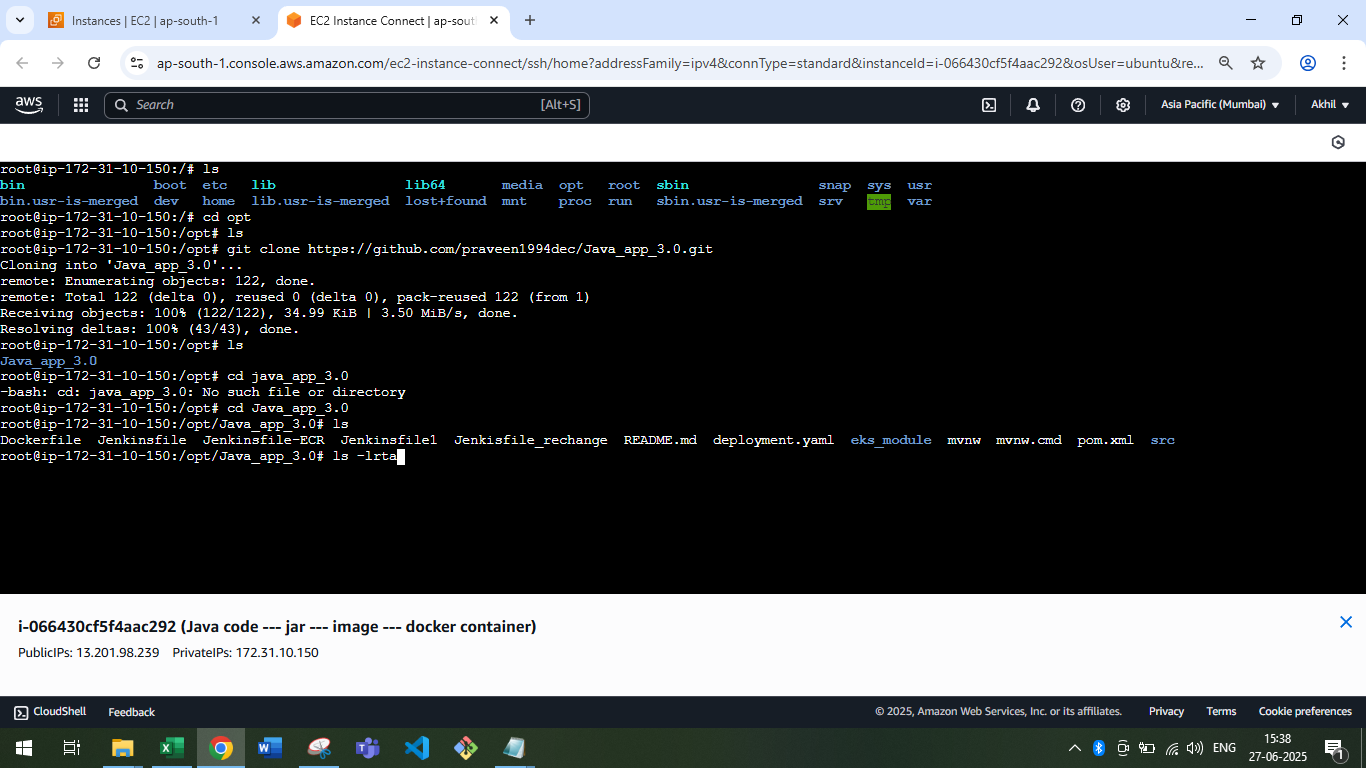 Instances | EC2 | ap-south-1
EC2 Instance Connect | ap-sout
ap-south-1.console.aws.amazon.com/ec2-instance-connect/ssh/home?addressFamily=ipv4&connType=standard&instanceId=i-066430cf5f4aac292&osUser=ubuntu&re...
aws Search [Alt+S] Asia Pacific (Mumbai) Akhil
root@ip-172-31-10-150:/# ls
bin boot etc lib lib64 media opt root sbin snap sys usr
bin.usr-is-merged dev home lib.usr-is-merged lost+found mnt proc run sbin.usr-is-merged srv tmp var
root@ip-172-31-10-150:/# cd opt
root@ip-172-31-10-150:/opt# ls
root@ip-172-31-10-150:/opt# git clone https://github.com/praveen1994dec/Java_app_3.0.git
Cloning into 'Java_app_3.0'...
remote: Enumerating objects: 122, done.
remote: Total 122 (delta 0), reused 0 (delta 0), pack-reused 122 (from 1)
Receiving objects: 100% (122/122), 34.99 KiB | 3.50 MiB/s, done.
Resolving deltas: 100% (43/43), done.
root@ip-172-31-10-150:/opt# ls
Java_app_3.0
root@ip-172-31-10-150:/opt# cd java_app_3.0
-bash: cd: java_app_3.0: No such file or directory
root@ip-172-31-10-150:/opt# cd Java_app_3.0
root@ip-172-31-10-150:/opt/Java_app_3.0# ls
Dockerfile Jenkinsfile Jenkinsfile-ECR Jenkinsfile1 Jenkisfile_rechange README.md deployment.yaml eks_module mvnw mvnw.cmd pom.xml src
root@ip-172-31-10-150:/opt/Java_app_3.0# ls -lrta
i-066430cf5f4aac292 (Java code --- jar --- image --- docker container)
PublicIPs: 13.201.98.239 PrivateIPs: 172.31.10.150
CloudShell Feedback © 2025, Amazon Web Services, Inc. or its affiliates. Privacy Terms Cookie preferences
ENG
15:38
27-06-2025
1